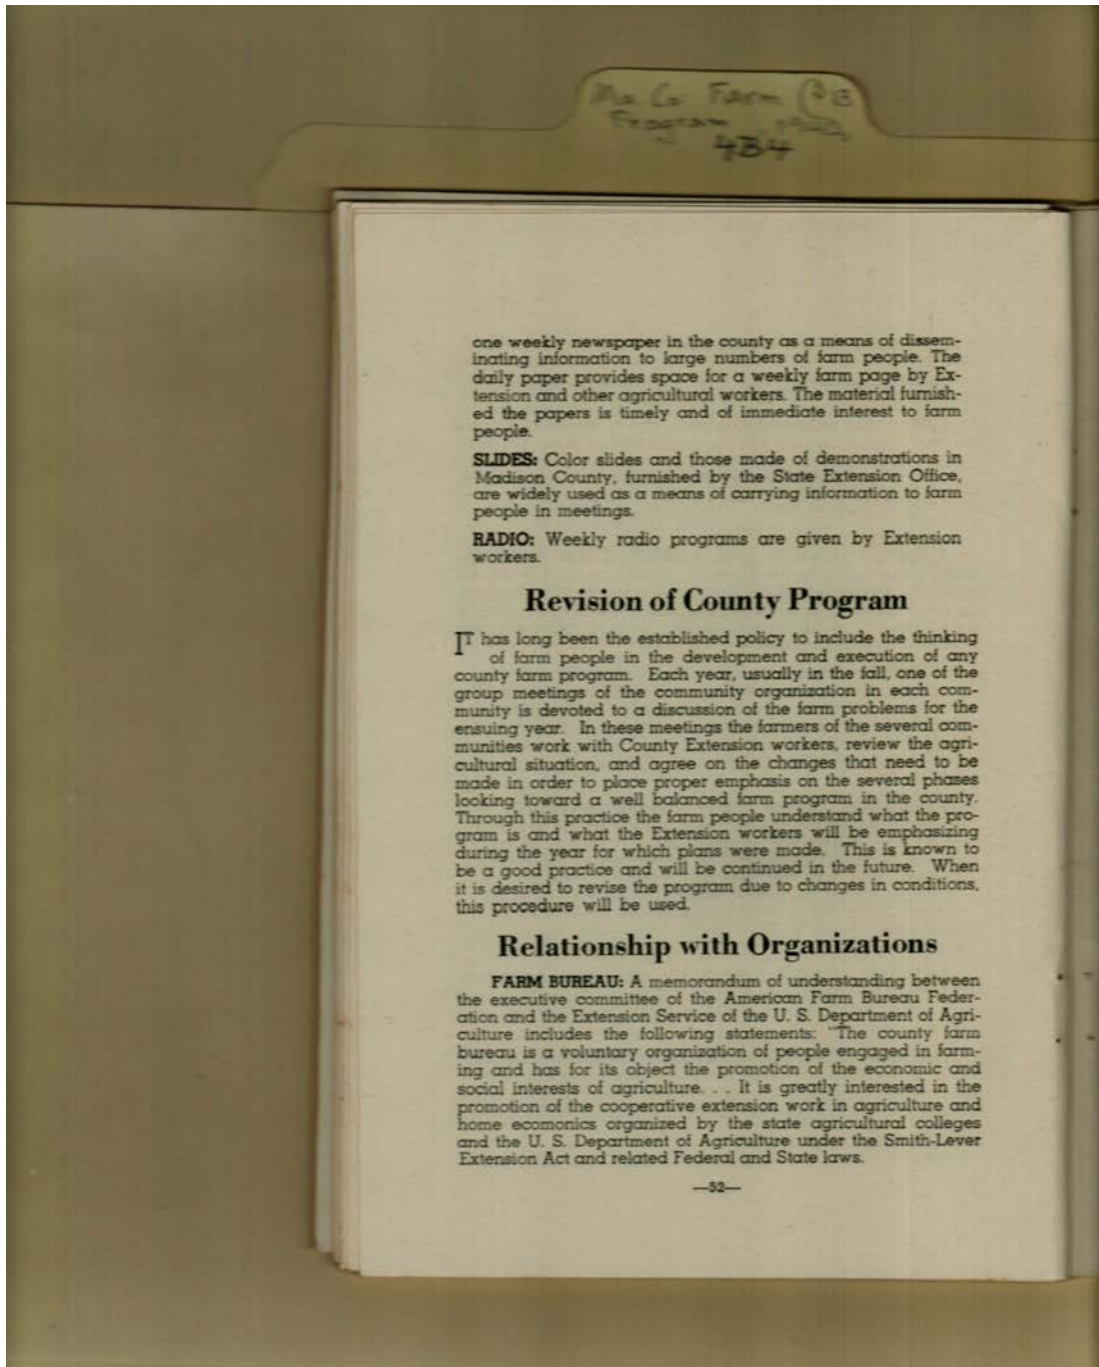 Ma Co Farm
Program
4B4
one weekly newspaper in the county as a means of dissem-
inating information to large numbers of farm people. The
daily paper provides space for a weekly farm page by Ex-
tension and other agricultural workers. The material furnish-
ed the papers is timely and of immediate interest to farm
people.
SLIDES: Color slides and those made of demonstrations in
Madison County, furnished by the State Extension Office,
are widely used as a means of carrying information to farm
people in meetings.
RADIO: Weekly radio programs are given by Extension
workers.
Revision of County Program
IT has long been the established policy to include the thinking
of farm people in the development and execution of any
county farm program. Each year, usually in the fall, one of the
group meetings of the community organization in each com-
munity is devoted to a discussion of the farm problems for the
ensuing year. In these meetings the farmers of the several com-
munities work with County Extension workers, review the agri-
cultural situation, and agree on the changes that need to be
made in order to place proper emphasis on the several phases
looking toward a well balanced farm program in the county.
Through this practice the farm people understand what the pro-
gram is and what the Extension workers will be emphasizing
during the year for which plans were made. This is known to
be a good practice and will be continued in the future. When
it is desired to revise the program due to changes in conditions,
this procedure will be used.
Relationship with Organizations
FARM BUREAU: A memorandum of understanding between
the executive committee of the American Farm Bureau Feder-
ation and the Extension Service of the U. S. Department of Agri-
culture includes the following statements: "The county farm
bureau is a voluntary organization of people engaged in farm-
ing and has for its object the promotion of the economic and
social interests of agriculture. . . It is greatly interested in the
promotion of the cooperative extension work in agriculture and
home ecomonics organized by the state agricultural colleges
and the U. S. Department of Agriculture under the Smith-Lever
Extension Act and related Federal and State laws.
—52—